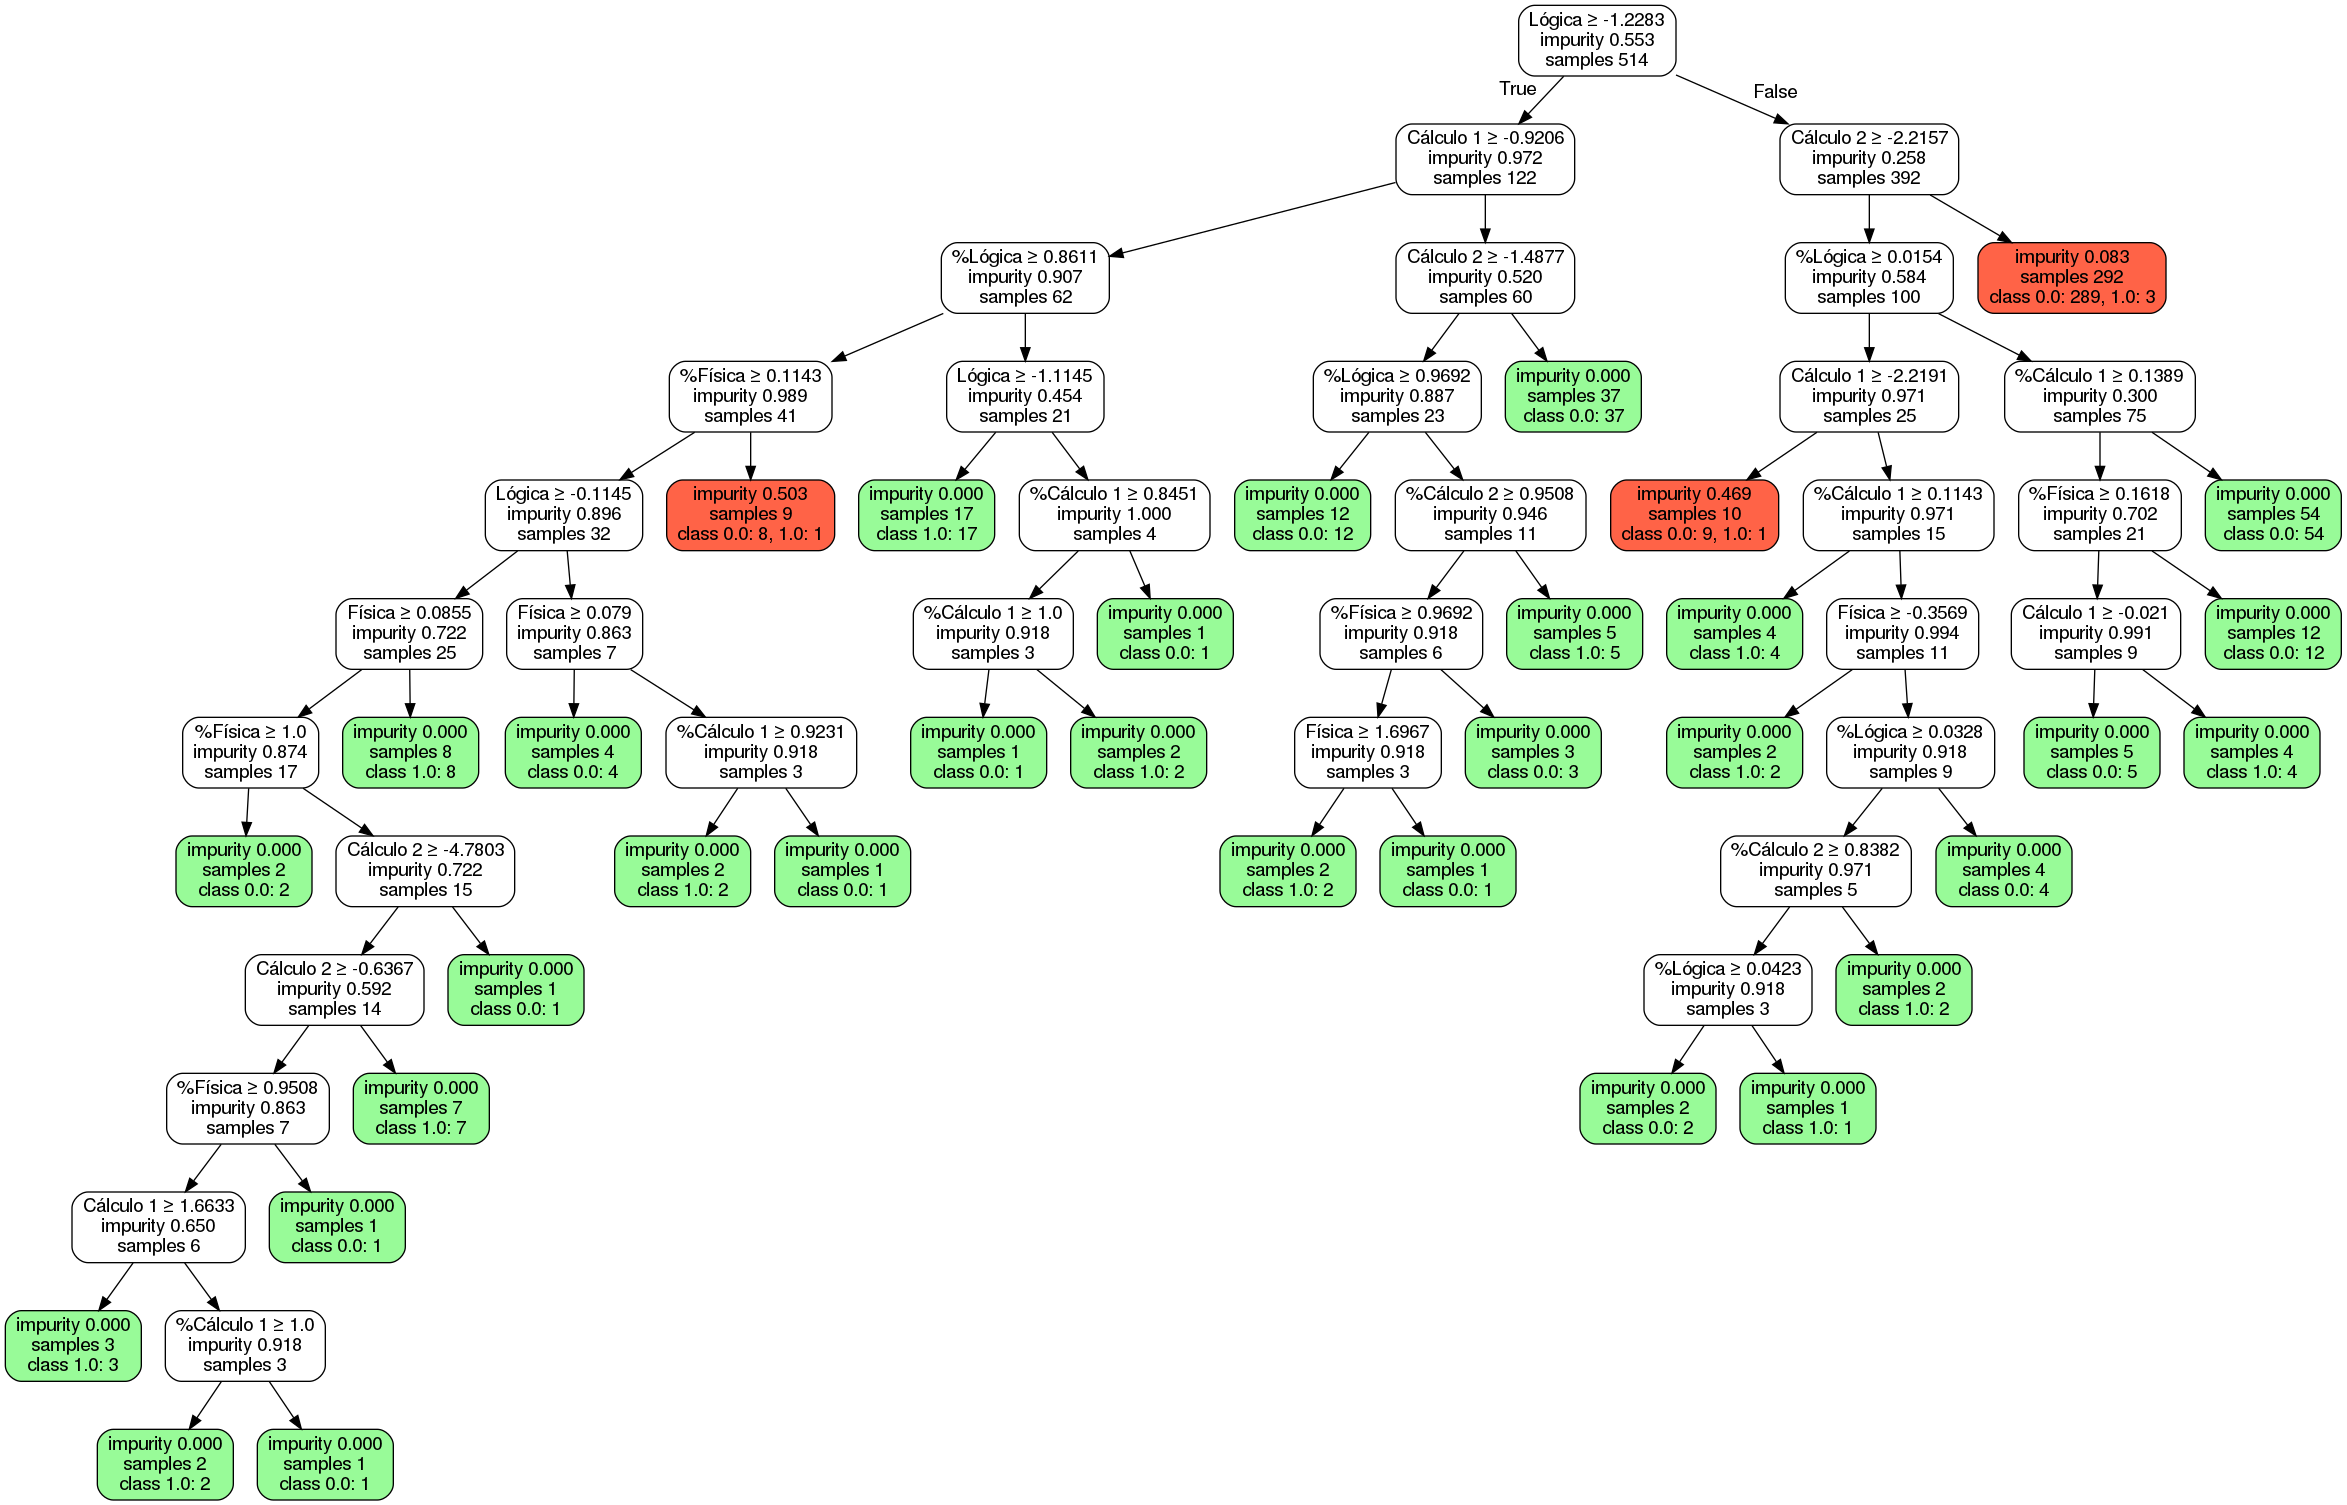 Lógica ≥ -1.2283
impurity 0.553
samples 514
True
False
Cálculo 1 ≥ -0.9206
impurity 0.972
samples 122
Cálculo 2 ≥ -2.2157
impurity 0.258
samples 392
%Lógica ≥ 0.8611
impurity 0.907
samples 62
Cálculo 2 ≥ -1.4877
impurity 0.520
samples 60
%Lógica ≥ 0.0154
impurity 0.584
samples 100
impurity 0.083
samples 292
class 0.0: 289, 1.0: 3
%Física ≥ 0.1143
impurity 0.989
samples 41
Lógica ≥ -1.1145
impurity 0.454
samples 21
%Lógica ≥ 0.9692
impurity 0.887
samples 23
impurity 0.000
samples 37
class 0.0: 37
Cálculo 1 ≥ -2.2191
impurity 0.971
samples 25
%Cálculo 1 ≥ 0.1389
impurity 0.300
samples 75
Lógica ≥ -0.1145
impurity 0.896
samples 32
impurity 0.503
samples 9
class 0.0: 8, 1.0: 1
impurity 0.000
samples 17
class 1.0: 17
%Cálculo 1 ≥ 0.8451
impurity 1.000
samples 4
impurity 0.000
samples 12
class 0.0: 12
%Cálculo 2 ≥ 0.9508
impurity 0.946
samples 11
impurity 0.469
samples 10
class 0.0: 9, 1.0: 1
%Cálculo 1 ≥ 0.1143
impurity 0.971
samples 15
%Física ≥ 0.1618
impurity 0.702
samples 21
impurity 0.000
samples 54
class 0.0: 54
Física ≥ 0.0855
impurity 0.722
samples 25
Física ≥ 0.079
impurity 0.863
samples 7
%Cálculo 1 ≥ 1.0
impurity 0.918
samples 3
impurity 0.000
samples 1
class 0.0: 1
%Física ≥ 0.9692
impurity 0.918
samples 6
impurity 0.000
samples 5
class 1.0: 5
impurity 0.000
samples 4
class 1.0: 4
Física ≥ -0.3569
impurity 0.994
samples 11
Cálculo 1 ≥ -0.021
impurity 0.991
samples 9
impurity 0.000
samples 12
class 0.0: 12
%Física ≥ 1.0
impurity 0.874
samples 17
impurity 0.000
samples 8
class 1.0: 8
impurity 0.000
samples 4
class 0.0: 4
%Cálculo 1 ≥ 0.9231
impurity 0.918
samples 3
impurity 0.000
samples 1
class 0.0: 1
impurity 0.000
samples 2
class 1.0: 2
Física ≥ 1.6967
impurity 0.918
samples 3
impurity 0.000
samples 3
class 0.0: 3
impurity 0.000
samples 2
class 1.0: 2
%Lógica ≥ 0.0328
impurity 0.918
samples 9
impurity 0.000
samples 5
class 0.0: 5
impurity 0.000
samples 4
class 1.0: 4
impurity 0.000
samples 2
class 0.0: 2
Cálculo 2 ≥ -4.7803
impurity 0.722
samples 15
impurity 0.000
samples 2
class 1.0: 2
impurity 0.000
samples 1
class 0.0: 1
impurity 0.000
samples 2
class 1.0: 2
impurity 0.000
samples 1
class 0.0: 1
%Cálculo 2 ≥ 0.8382
impurity 0.971
samples 5
impurity 0.000
samples 4
class 0.0: 4
Cálculo 2 ≥ -0.6367
impurity 0.592
samples 14
impurity 0.000
samples 1
class 0.0: 1
%Lógica ≥ 0.0423
impurity 0.918
samples 3
impurity 0.000
samples 2
class 1.0: 2
%Física ≥ 0.9508
impurity 0.863
samples 7
impurity 0.000
samples 7
class 1.0: 7
impurity 0.000
samples 2
class 0.0: 2
impurity 0.000
samples 1
class 1.0: 1
Cálculo 1 ≥ 1.6633
impurity 0.650
samples 6
impurity 0.000
samples 1
class 0.0: 1
impurity 0.000
samples 3
class 1.0: 3
%Cálculo 1 ≥ 1.0
impurity 0.918
samples 3
impurity 0.000
samples 2
class 1.0: 2
impurity 0.000
samples 1
class 0.0: 1